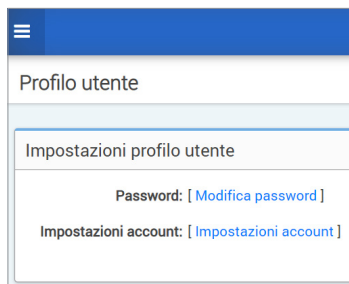 Profilo utente
Impostazioni profilo utente
Password: [ Modifica password ]
Impostazioni account: [ Impostazioni account ]